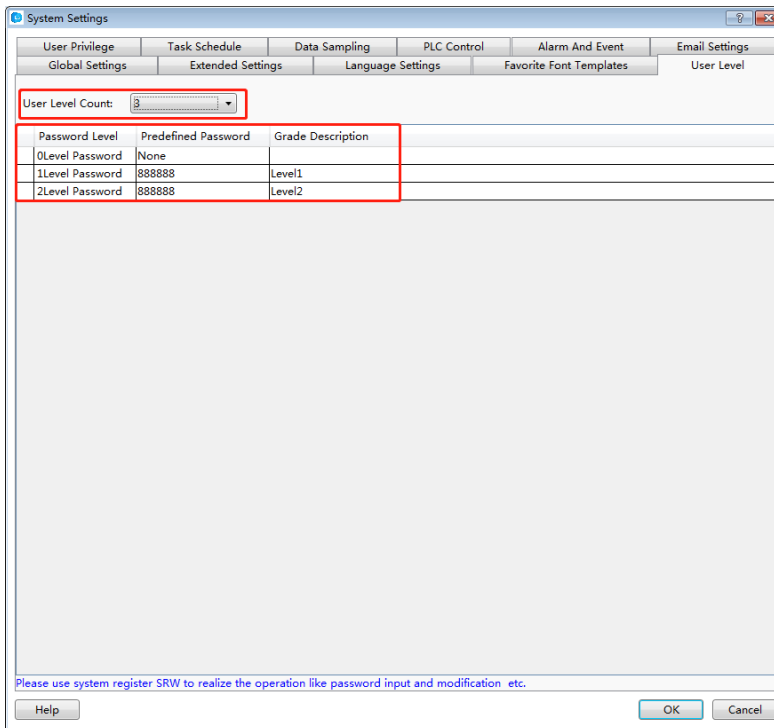 System Settings
User Privilege Task Schedule Data Sampling PLC Control Alarm And Event Email Settings
Global Settings Extended Settings Language Settings Favorite Font Templates User Level
User Level Count: 3
Password Level Predefined Password Grade Description
0Level Password None
1Level Password 888888 Level1
2Level Password 888888 Level2
Please use system register SRW to realize the operation like password input and modification etc.
Help OK Cancel